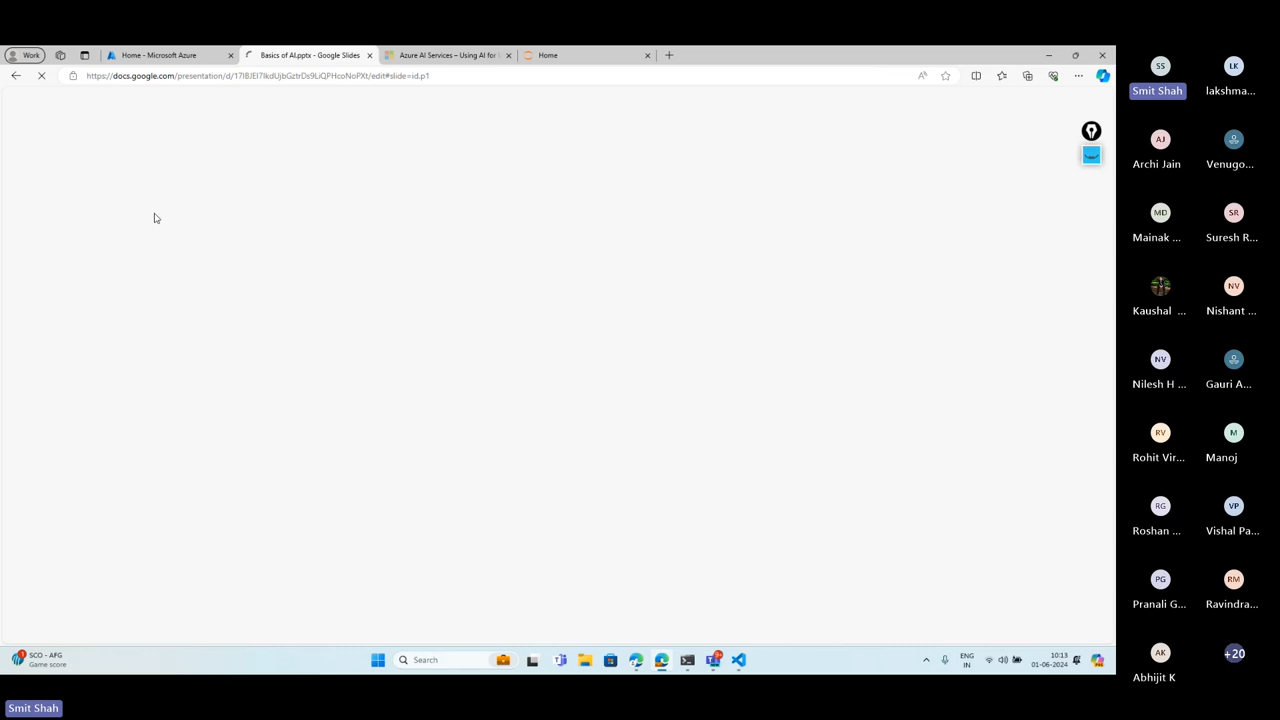 Work
Home - Microsoft Azure
Basics of AI.pptx - Google Slides
Azure AI Services – Using AI for
Home
https://docs.google.com/presentation/d/17IBJEI7IkdUjbGztrDs9LiQPHcoNoPXt/edit#slide=id.p1
SS
Smit Shah
LK
lakshma...
AJ
Archi Jain
Venugo...
MD
Mainak ...
SR
Suresh R...
Kaushal ...
NV
Nishant ...
NV
Nilesh H ...
Gauri A...
RV
Rohit Vir...
M
Manoj
RG
Roshan ...
VP
Vishal Pa...
PG
Pranali G...
RM
Ravindra...
AK
Abhijit K
+20
1
SCO - AFG
Game score
Search
ENG
IN
10:13
01-06-2024
Smit Shah